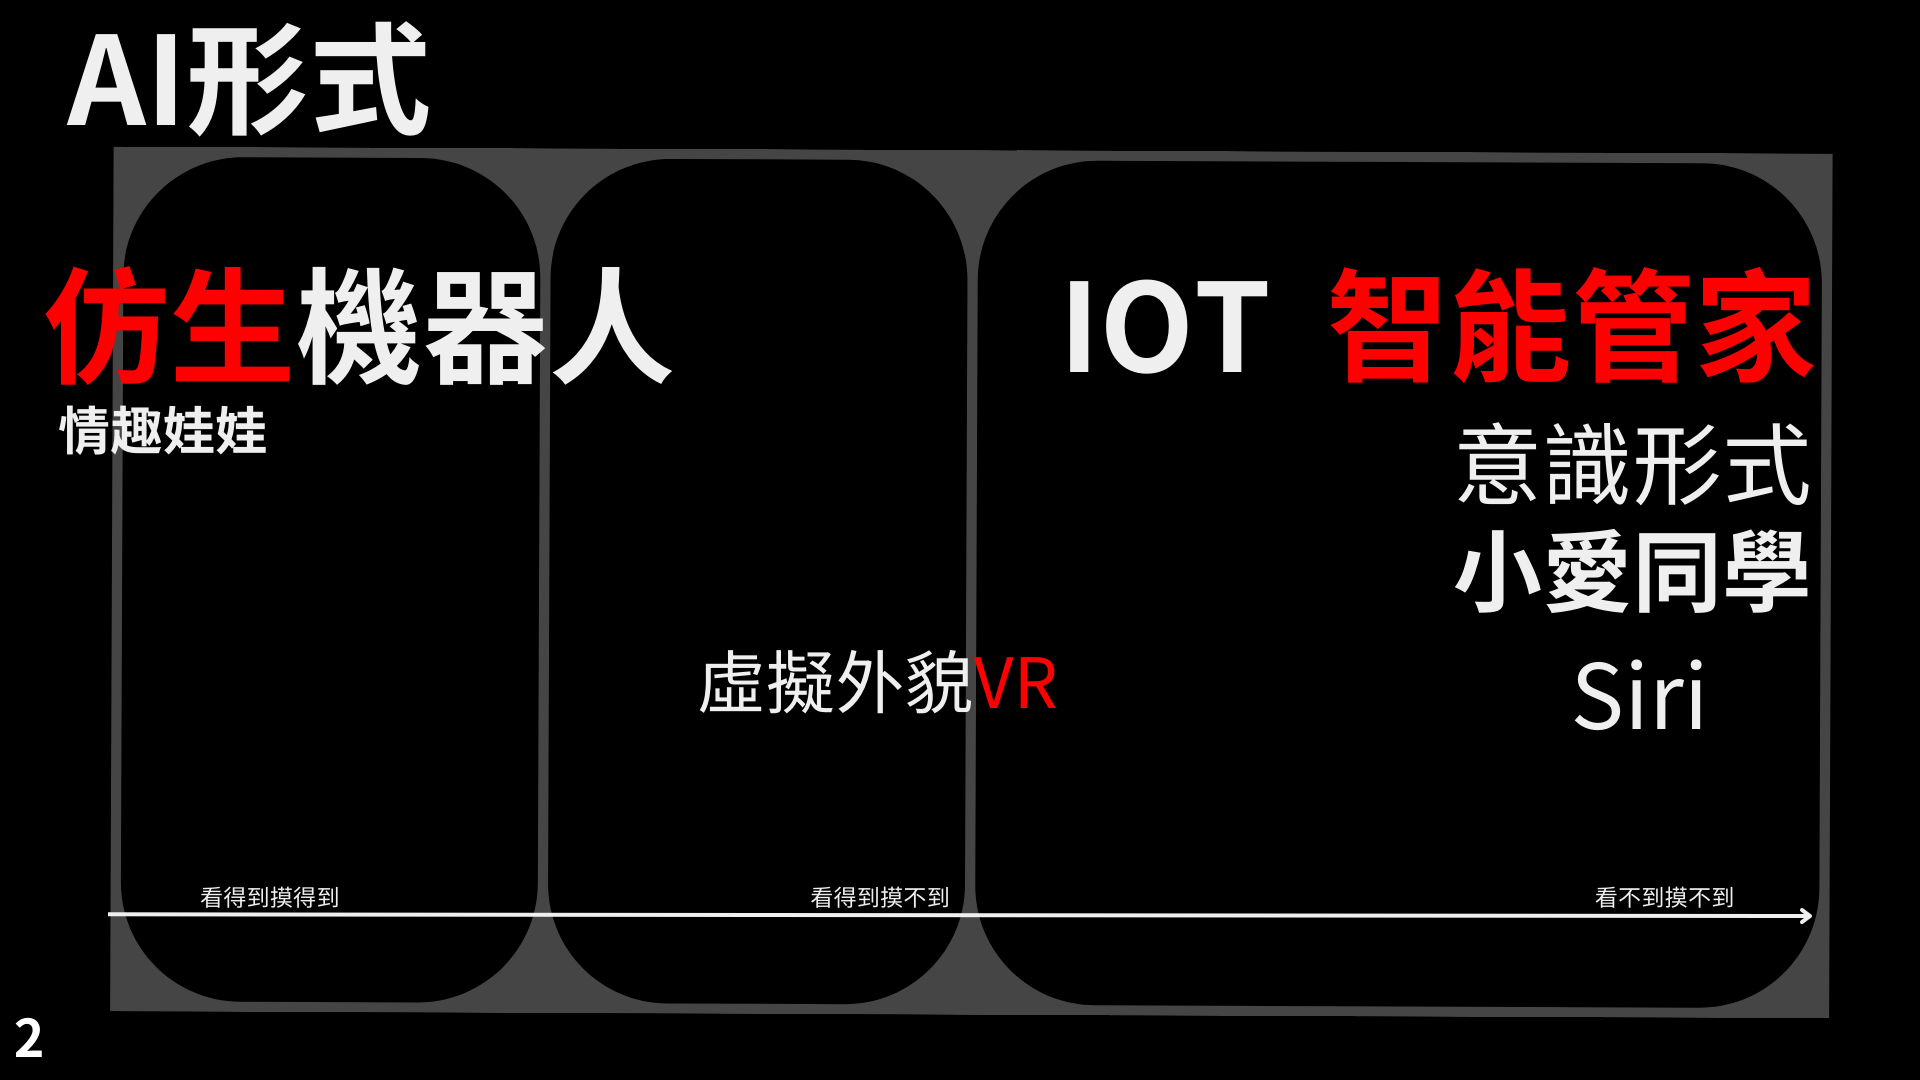 AI形式
仿生機器人
情趣娃娃
IOT 智能管家
意識形式
小愛同學
Siri
虛擬外貌VR
看得到摸得到
看得到摸不到
看不到摸不到
2